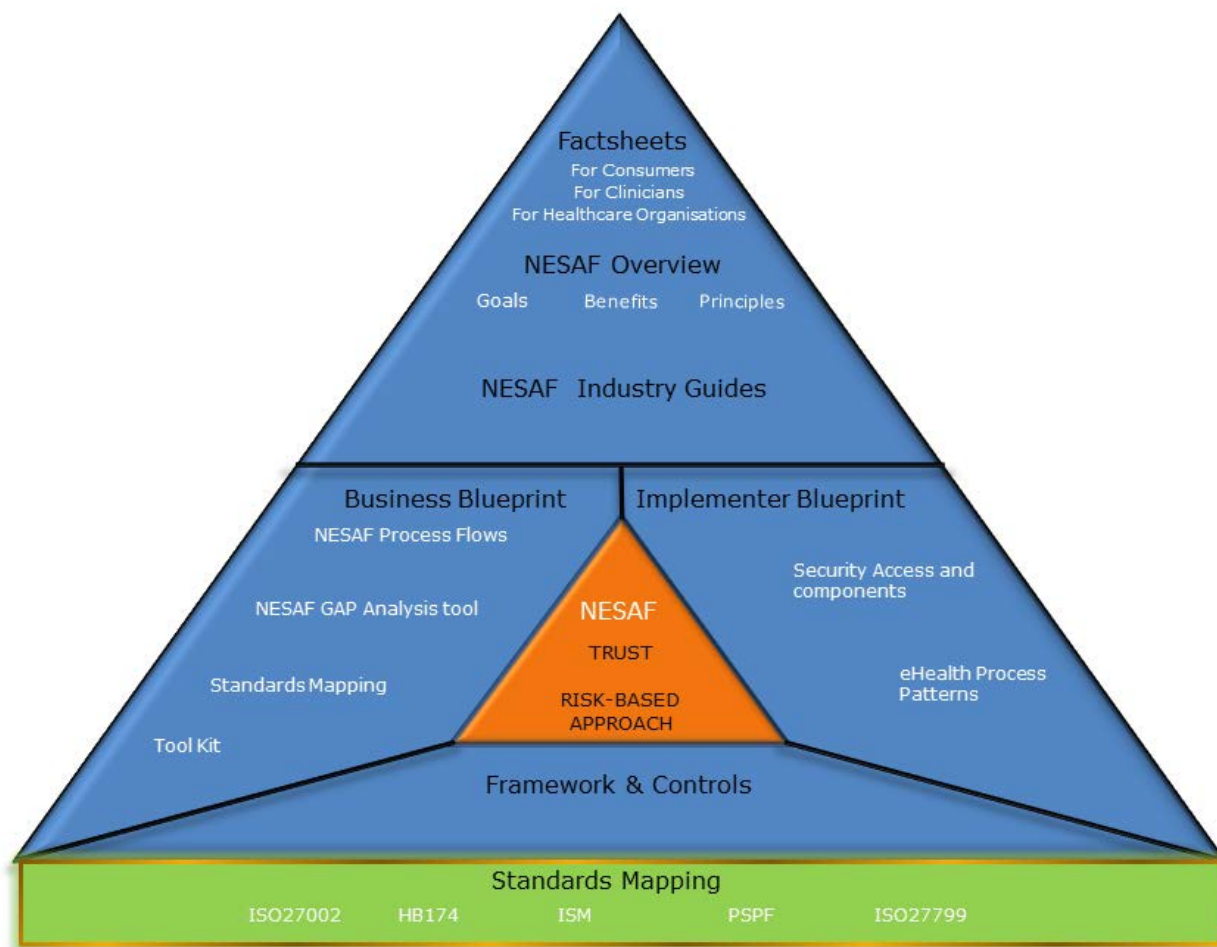 Factsheets
For Consumers
For Clinicians
For Healthcare Organisations
NESAF Overview
Goals Benefits Principles
NESAF Industry Guides
Business Blueprint
NESAF Process Flows
NESAF GAP Analysis tool
Standards Mapping
Tool Kit
Implementer Blueprint
Security Access and
components
eHealth Process
Patterns
NESAF
TRUST
RISK-BASED
APPROACH
Framework & Controls
Standards Mapping
ISO27002 HB174 ISM PSPF ISO27799